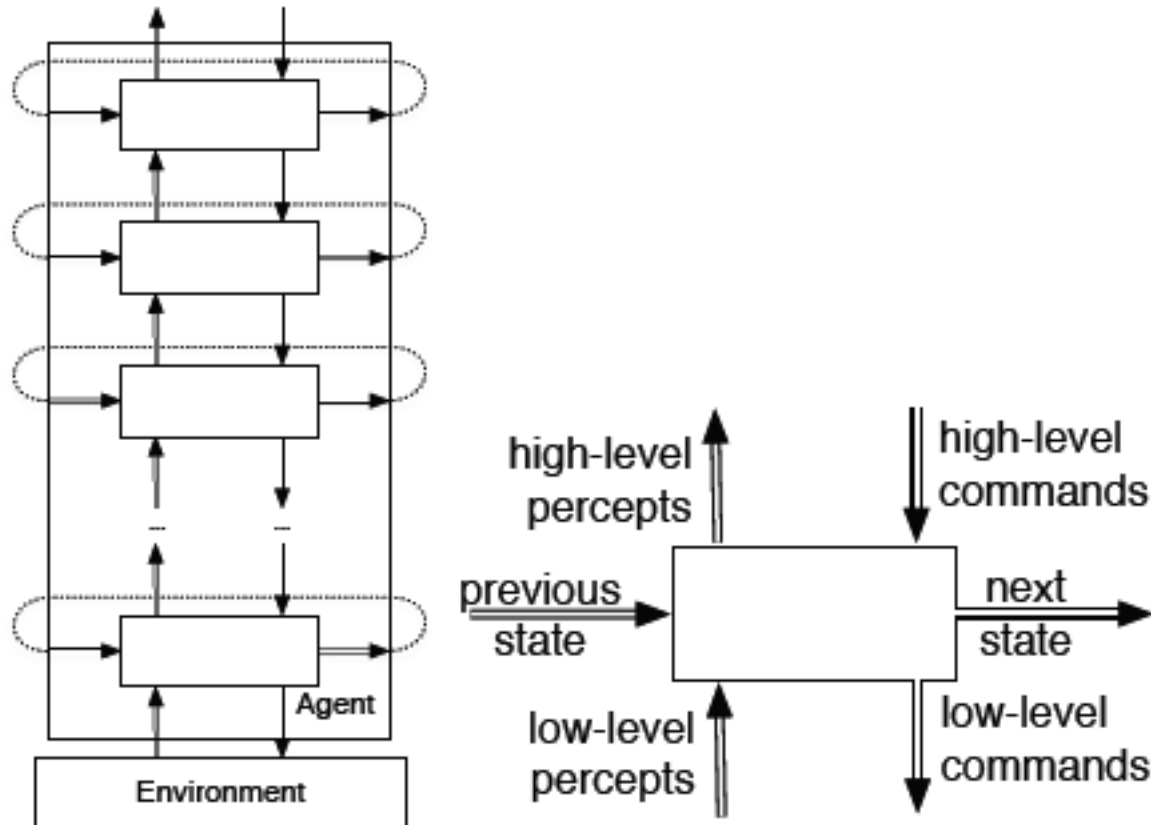 high-level
percepts
high-level
commands
previous
state
next
state
low-level
percepts
low-level
commands
Agent
Environment